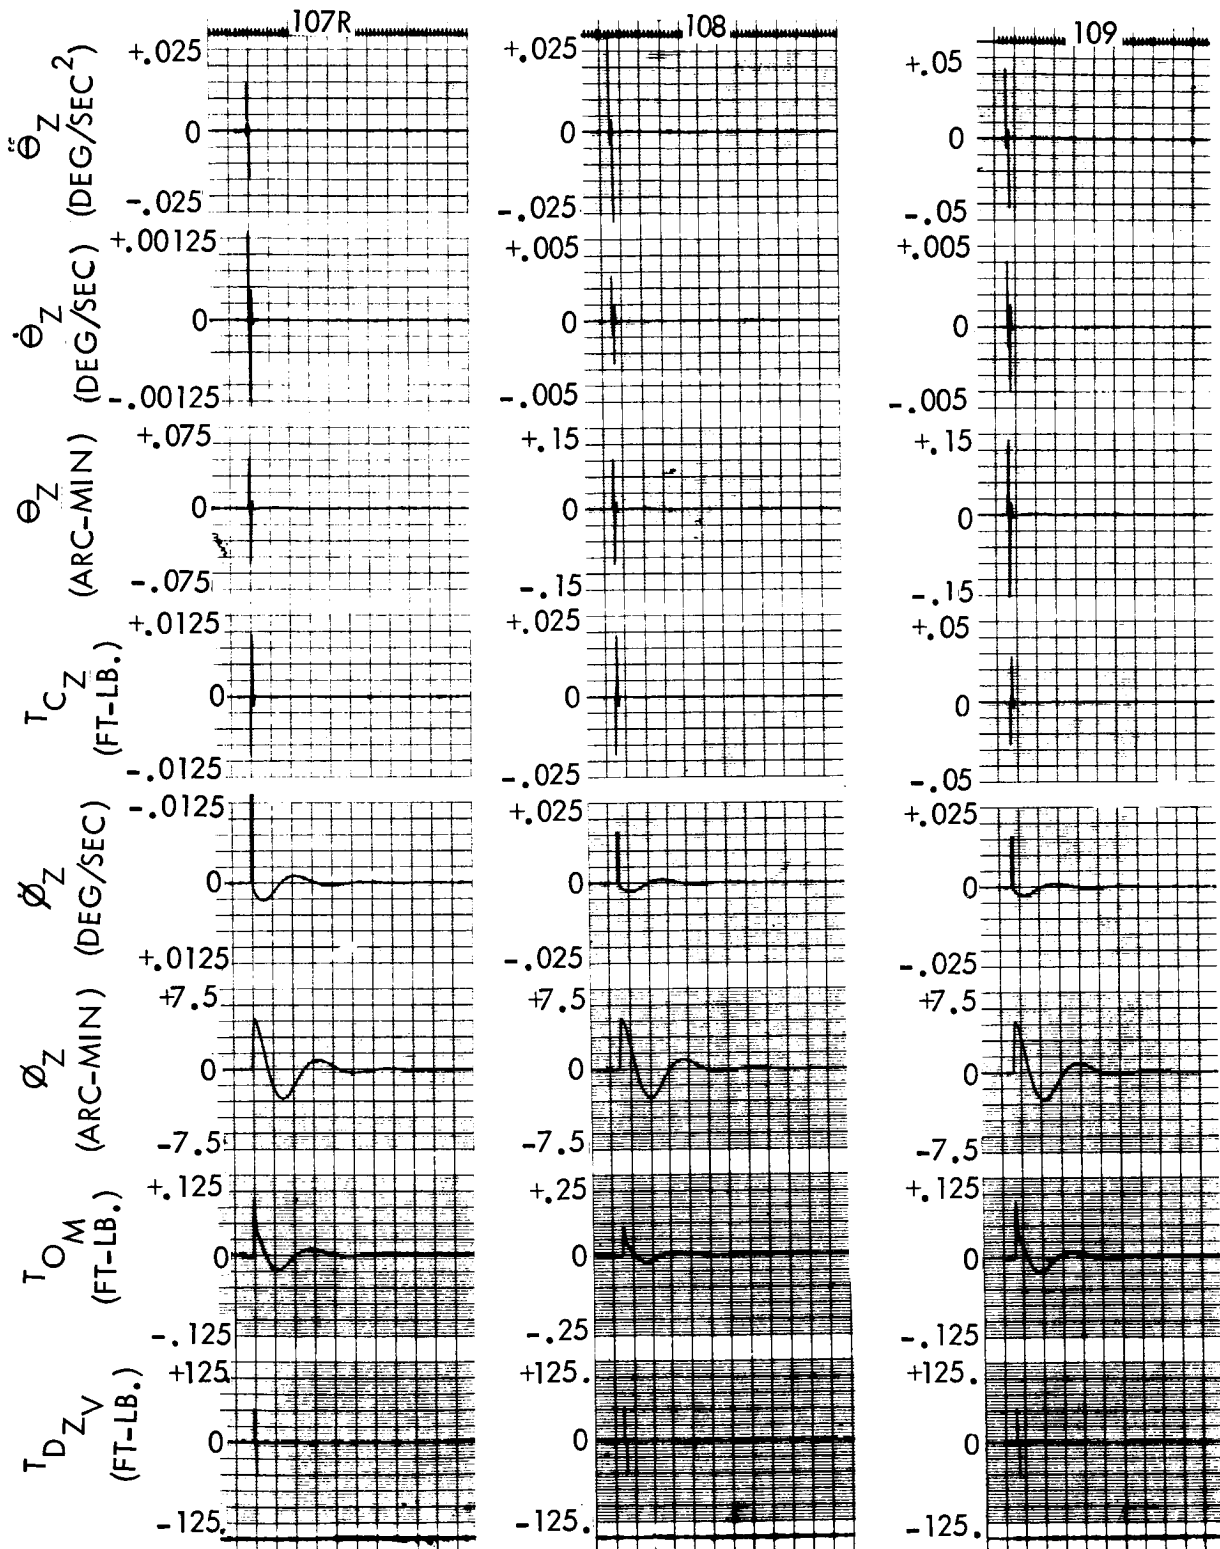 107R 108 109
Θ̈Z (DEG/SEC²) +.025 0 -.025 +.025 0 -.025 +.05 0 -.05
Θ̇Z (DEG/SEC) +.00125 0 -.00125 +.005 0 -.005 +.005 0 -.005
ΘZ (ARC-MIN) +.075 0 -.075 +.15 0 -.15 +.15 0 -.15
TCZ (FT-LB.) +.0125 0 -.0125 +.025 0 -.025 +.05 0 -.05
Ø̇Z (DEG/SEC) -.0125 0 +.0125 +.025 0 -.025 +.025 0 -.025
ØZ (ARC-MIN) +7.5 0 -7.5 +7.5 0 -7.5 +7.5 0 -7.5
TOM (FT-LB.) +.125 0 -.125 +.25 0 -.25 +.125 0 -.125
TDZV (FT-LB.) +125. 0 -125. +125. 0 -125. +125. 0 -125.